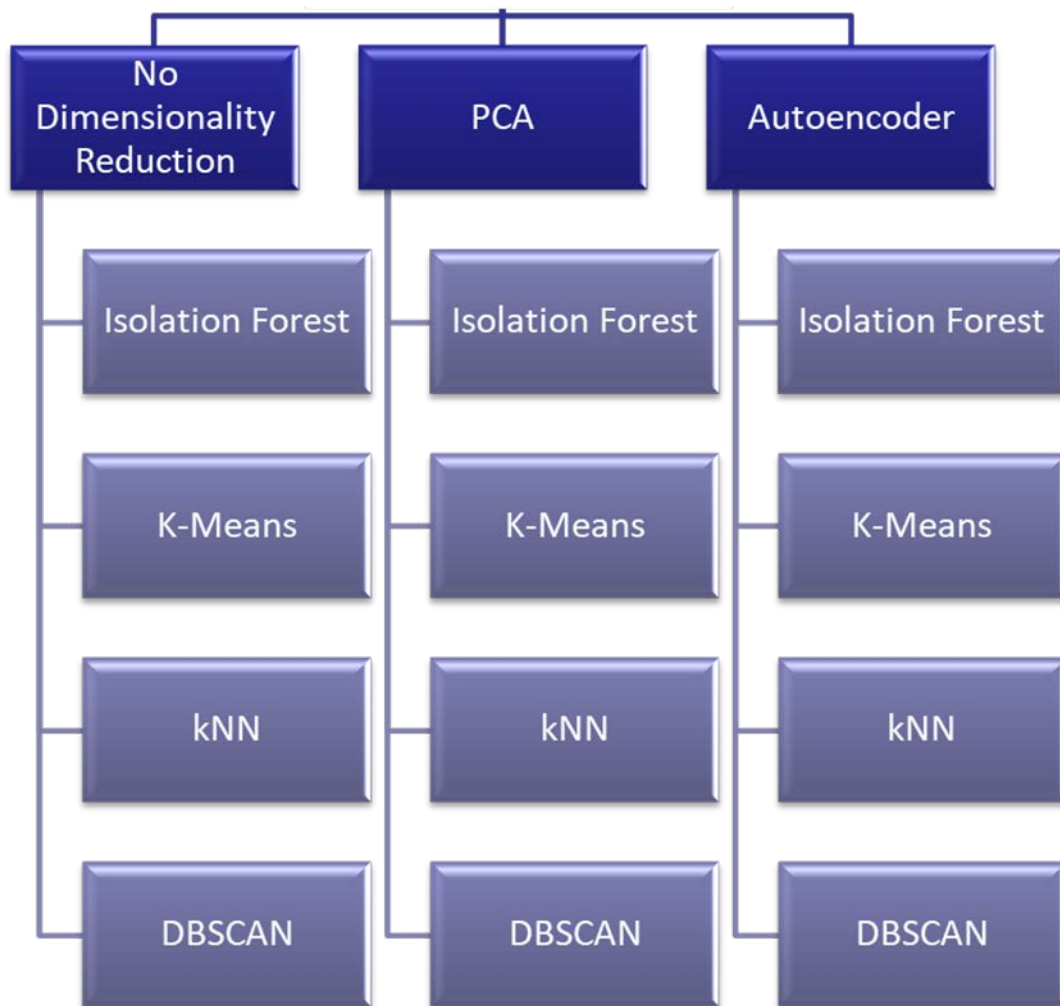 No
Dimensionality
Reduction
PCA
Autoencoder
Isolation Forest
Isolation Forest
Isolation Forest
K-Means
K-Means
K-Means
kNN
kNN
kNN
DBSCAN
DBSCAN
DBSCAN